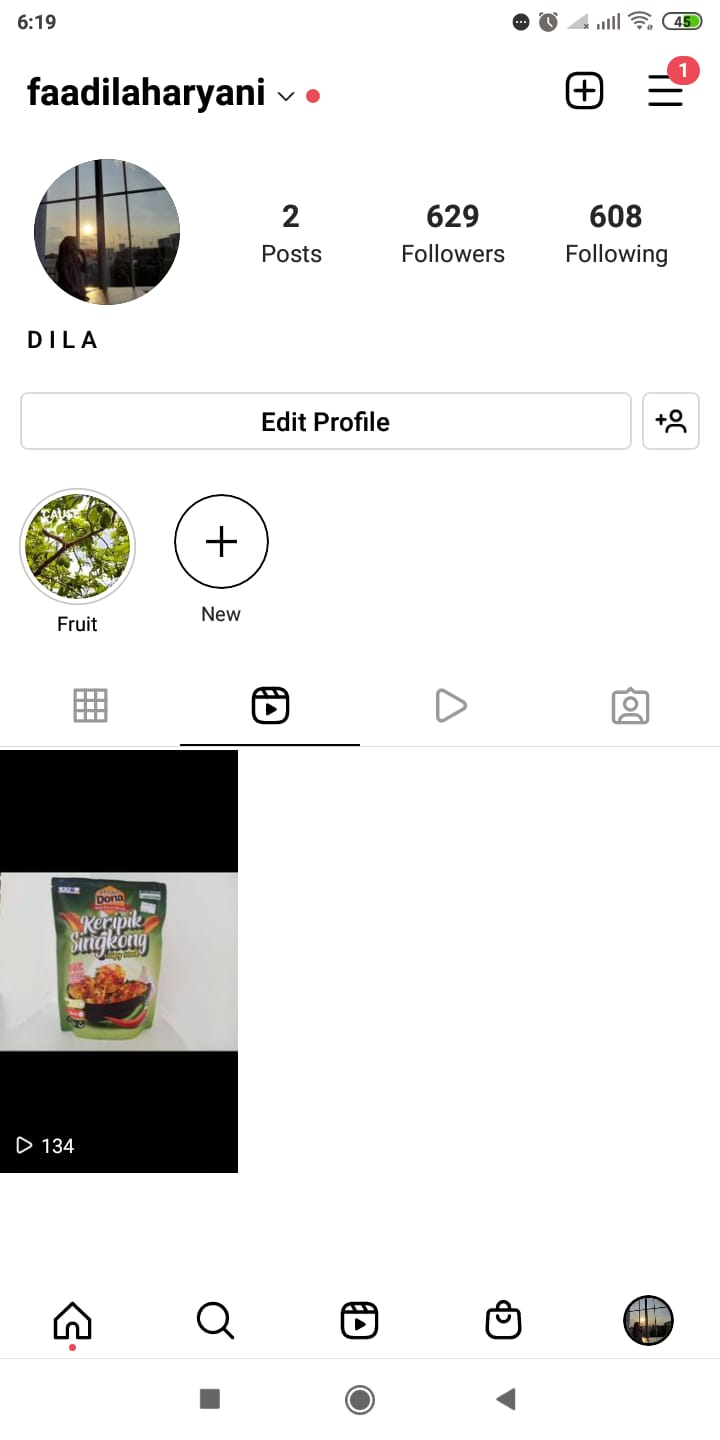 6:19
45
faadilaharyani
1
2
Posts
629
Followers
608
Following
D I L A
Edit Profile
CAUSE
Fruit
New
Dona
Keripik
Singkong
134